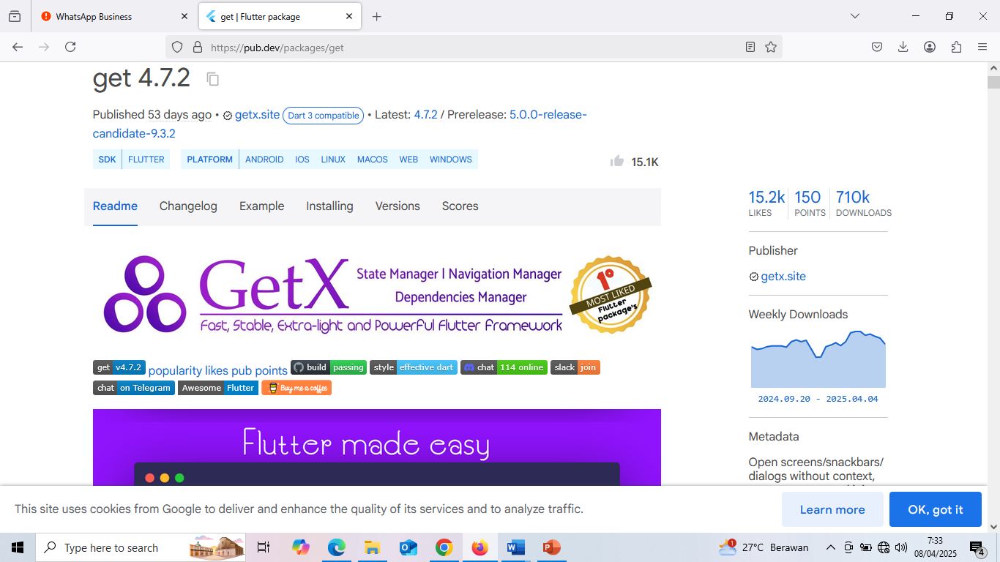 WhatsApp Business
get | Flutter package
https://pub.dev/packages/get
get 4.7.2
Published 53 days ago • getx.site Dart 3 compatible • Latest: 4.7.2 / Prerelease: 5.0.0-release-
candidate-9.3.2
SDK FLUTTER PLATFORM ANDROID IOS LINUX MACOS WEB WINDOWS
15.1K
Readme Changelog Example Installing Versions Scores
GetX
State Manager | Navigation Manager
Dependencies Manager
Fast, Stable, Extra-light and Powerful Flutter Framework
1º
MOST LIKED
Flutter
package's
get v4.7.2 popularity likes pub points build passing style effective dart chat 114 online slack join
chat on Telegram Awesome Flutter Buy me a coffee
Flutter made easy
15.2k 150 710k
LIKES POINTS DOWNLOADS
Publisher
getx.site
Weekly Downloads
2024.09.20 - 2025.04.04
Metadata
Open screens/snackbars/
dialogs without context,
This site uses cookies from Google to deliver and enhance the quality of its services and to analyze traffic.
Learn more
OK, got it
Type here to search
1
27°C Berawan
7:33
08/04/2025
4